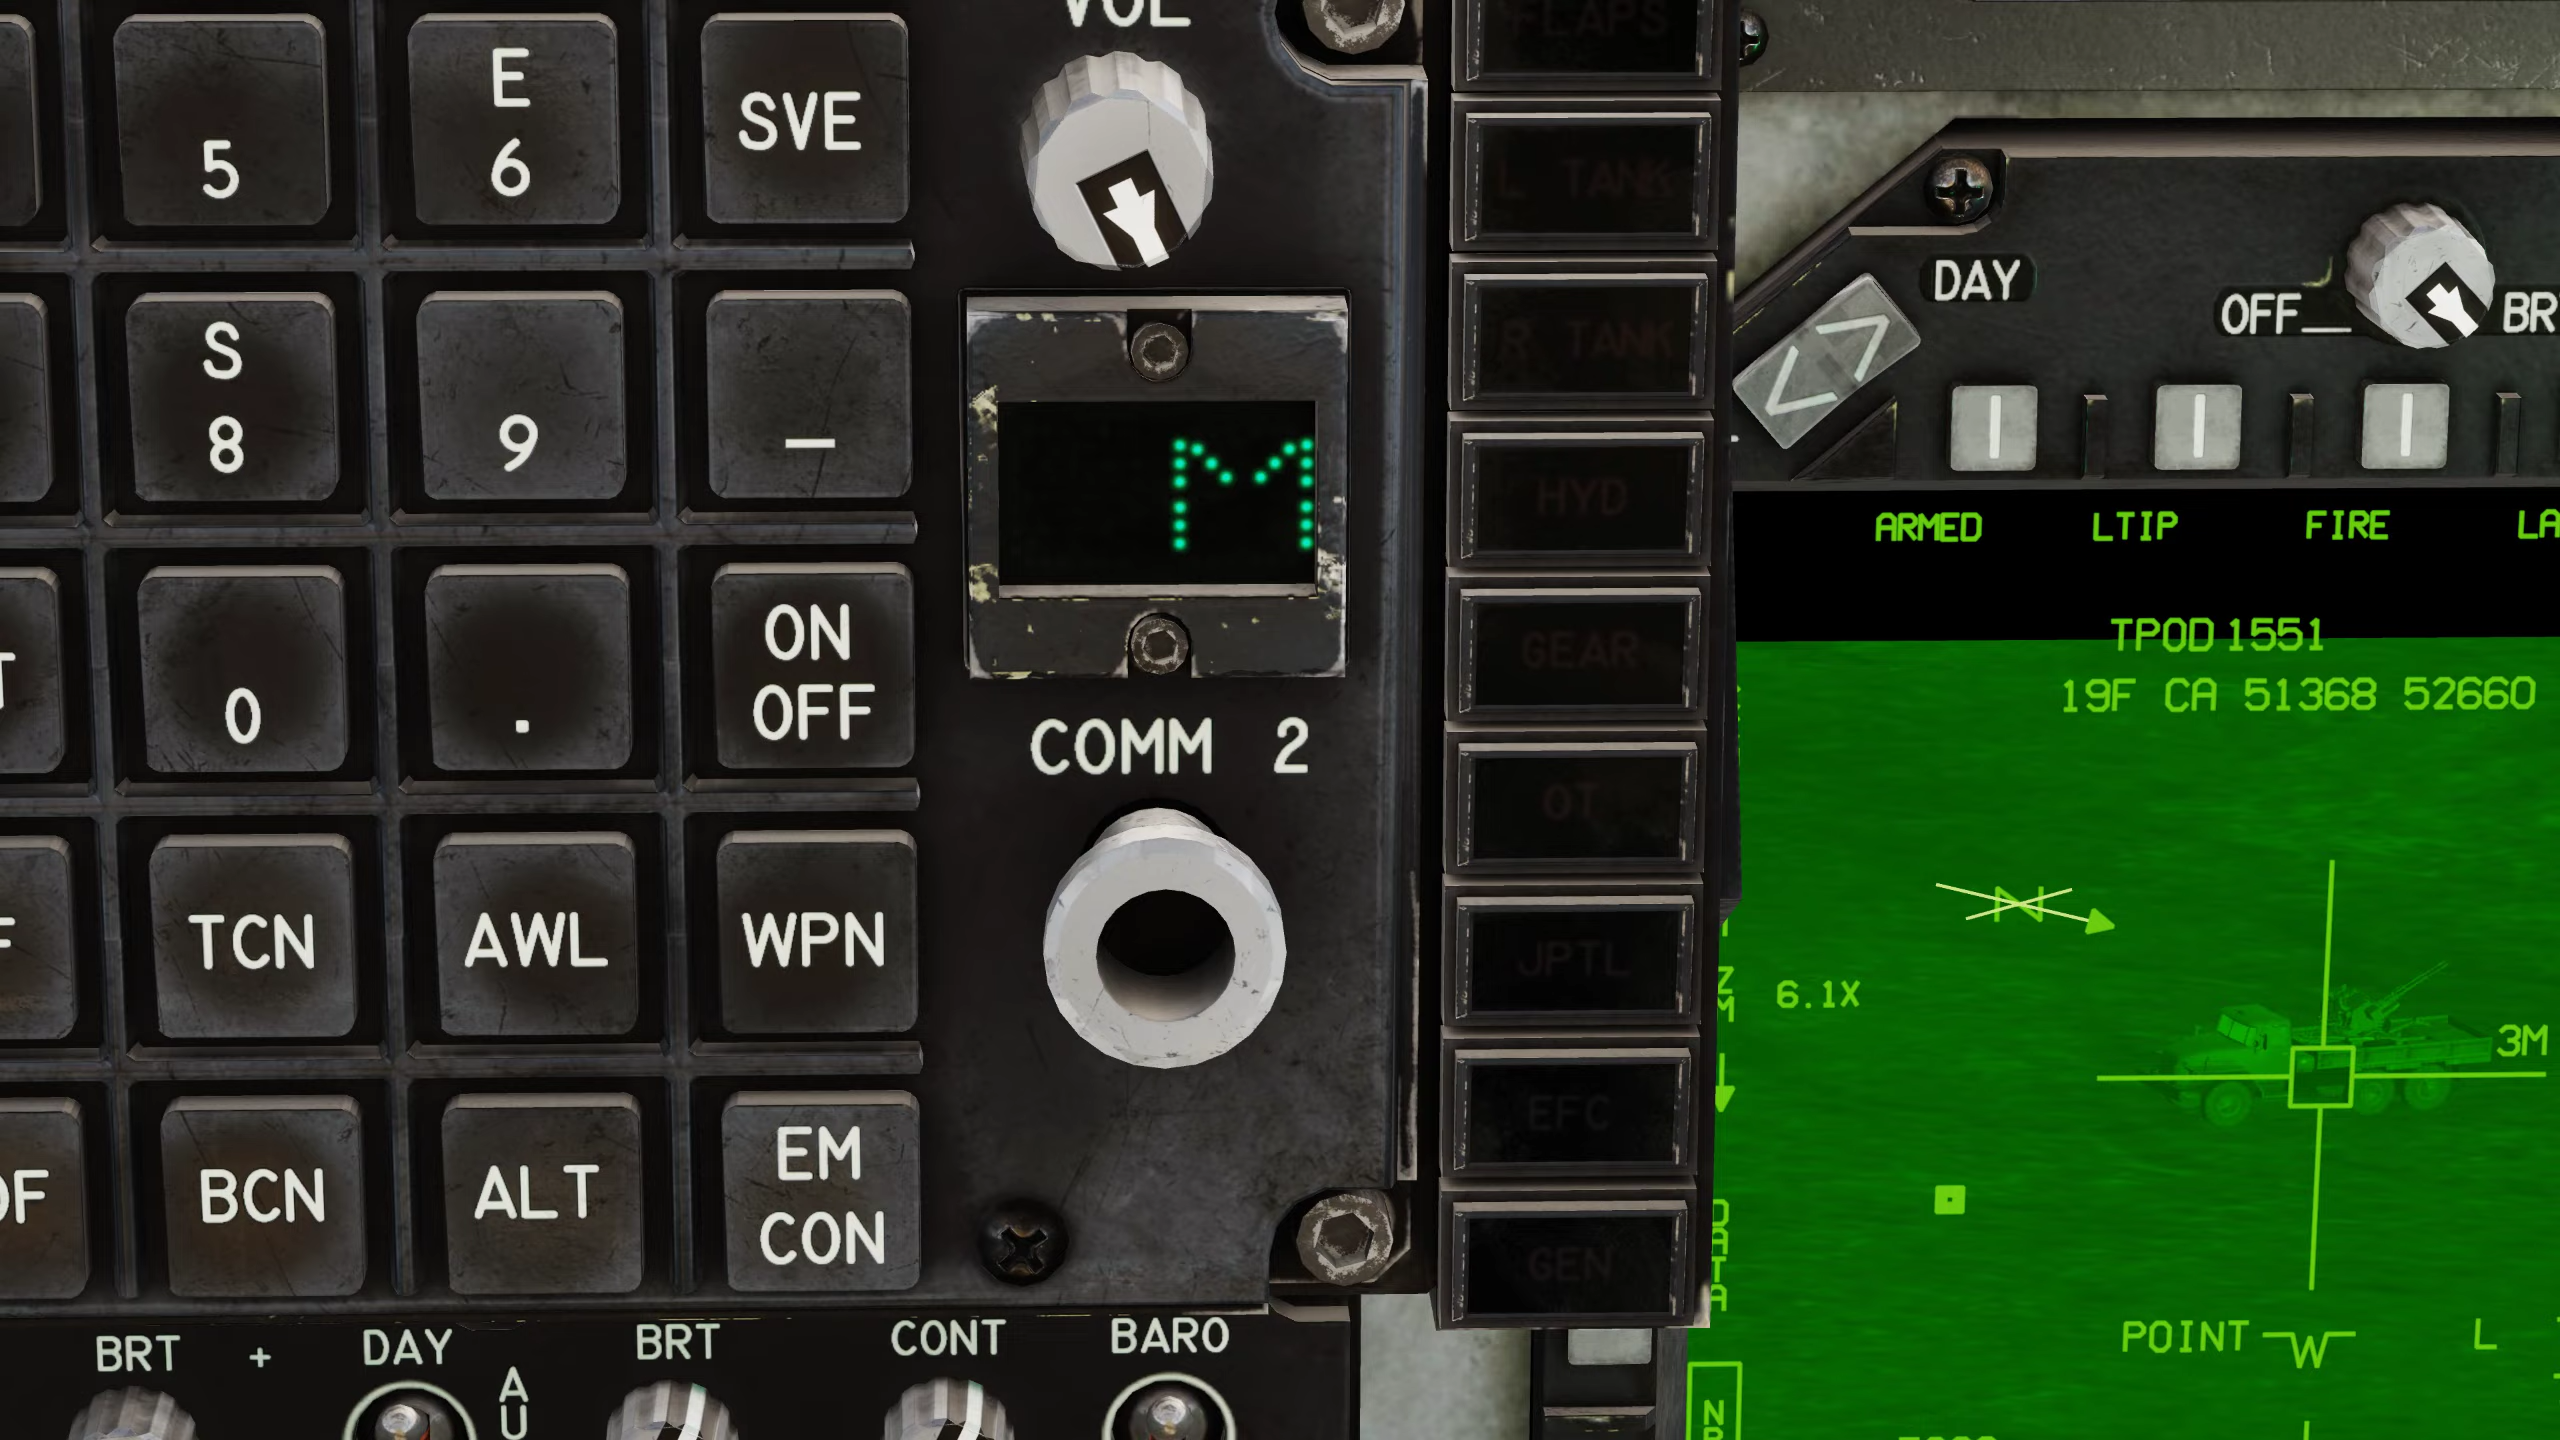 VOL
5
E
6
SVE
S
8
9
—
0
.
ON
OFF
TCN
AWL
WPN
BCN
ALT
EM
CON
M
COMM 2
BRT + DAY
A
U
BRT
CONT
BARO
FLAPS
L TANK
R TANK
HYD
GEAR
OT
JPTL
EFC
GEN
DAY
OFF
ARMED LTIP FIRE
TPOD 1551
19F CA 51368 52660
N
Z
M
6.1X
3M
DATA
POINT W L
N